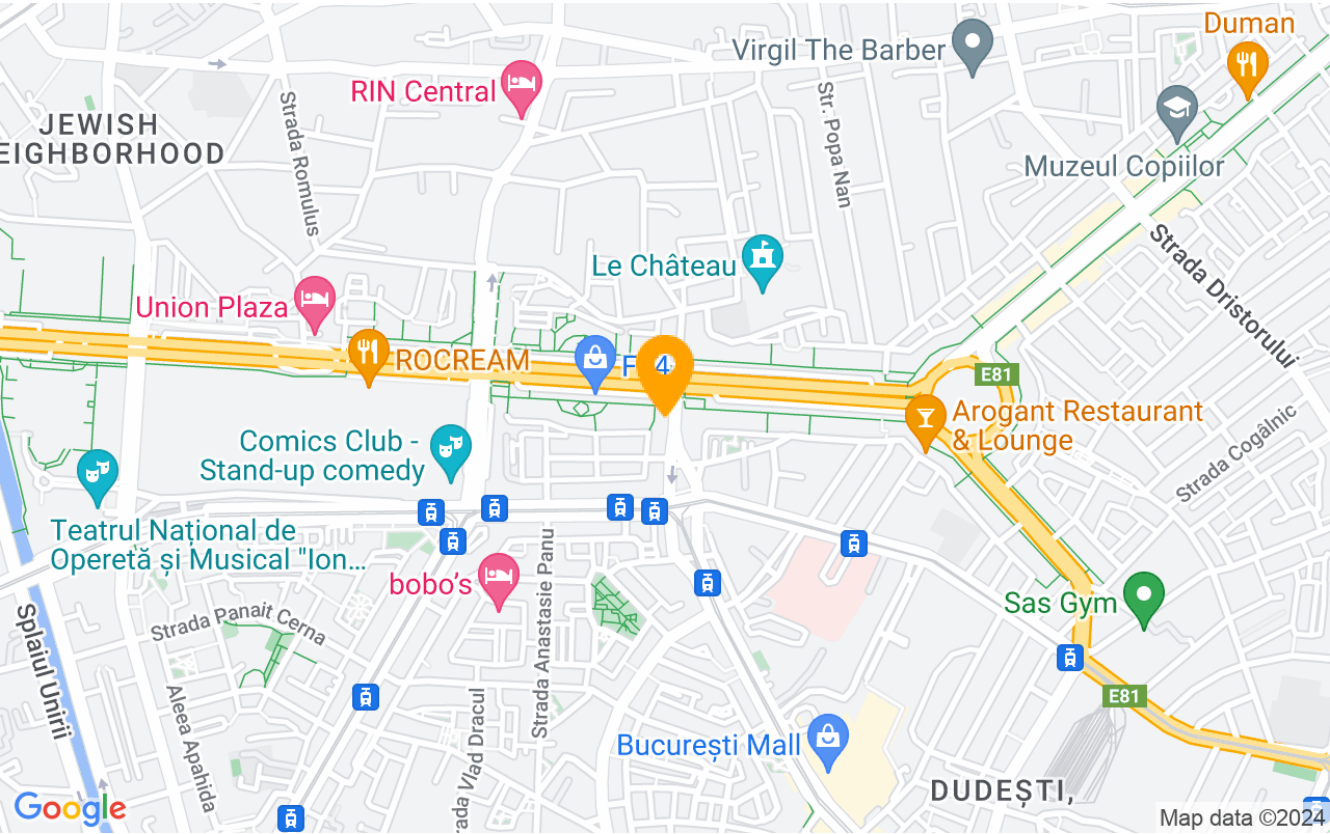 Duman
Virgil The Barber
RIN Central
JEWISH
EIGHBORHOOD
Strada Romulus
Str. Popa Nan
Muzeul Copiilor
Strada Dristorului
Le Château
Union Plaza
ROCREAM
F
4
E81
Arogant Restaurant
& Lounge
Strada Cogâlnic
Comics Club -
Stand-up comedy
Teatrul Național de
Operetă și Musical "Ion...
bobo's
Strada Anastasie Panu
Sas Gym
Strada Panait Cerna
Splaiul Unirii
Aleea Apahida
ada Vlad Dracul
E81
București Mall
DUDEȘTI,
Google
Map data ©2024